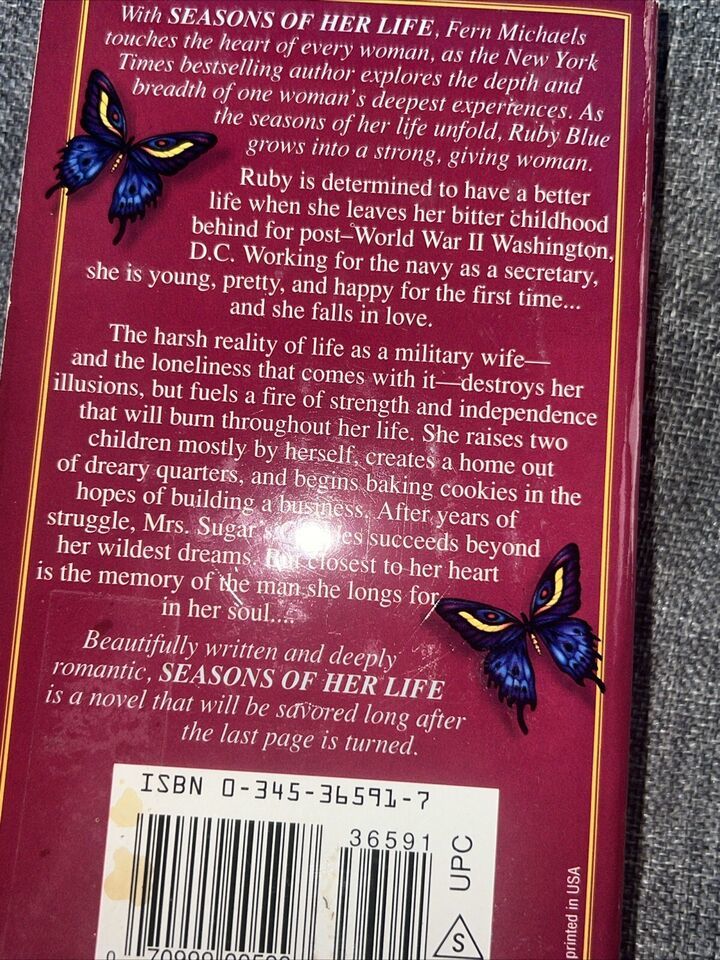 With SEASONS OF HER LIFE, Fern Michaels
touches the heart of every woman, as the New York
Times bestselling author explores the depth and
breadth of one woman's deepest experiences. As
the seasons of her life unfold, Ruby Blue
grows into a strong, giving woman.
Ruby is determined to have a better
life when she leaves her bitter childhood
behind for post–World War II Washington,
D.C. Working for the navy as a secretary,
she is young, pretty, and happy for the first time...
and she falls in love.
The harsh reality of life as a military wife—
and the loneliness that comes with it—destroys her
illusions, but fuels a fire of strength and independence
that will burn throughout her life. She raises two
children mostly by herself, creates a home out
of dreary quarters, and begins baking cookies in the
hopes of building a business. After years of
struggle, Mrs. Sugar succeeds beyond
her wildest dreams. But closest to her heart
is the memory of the man she longs for
in her soul....
Beautifully written and deeply
romantic, SEASONS OF HER LIFE
is a novel that will be savored long after
the last page is turned.
ISBN 0-345-36591-7
36591
UPC
S
0 70999 00599
printed in USA